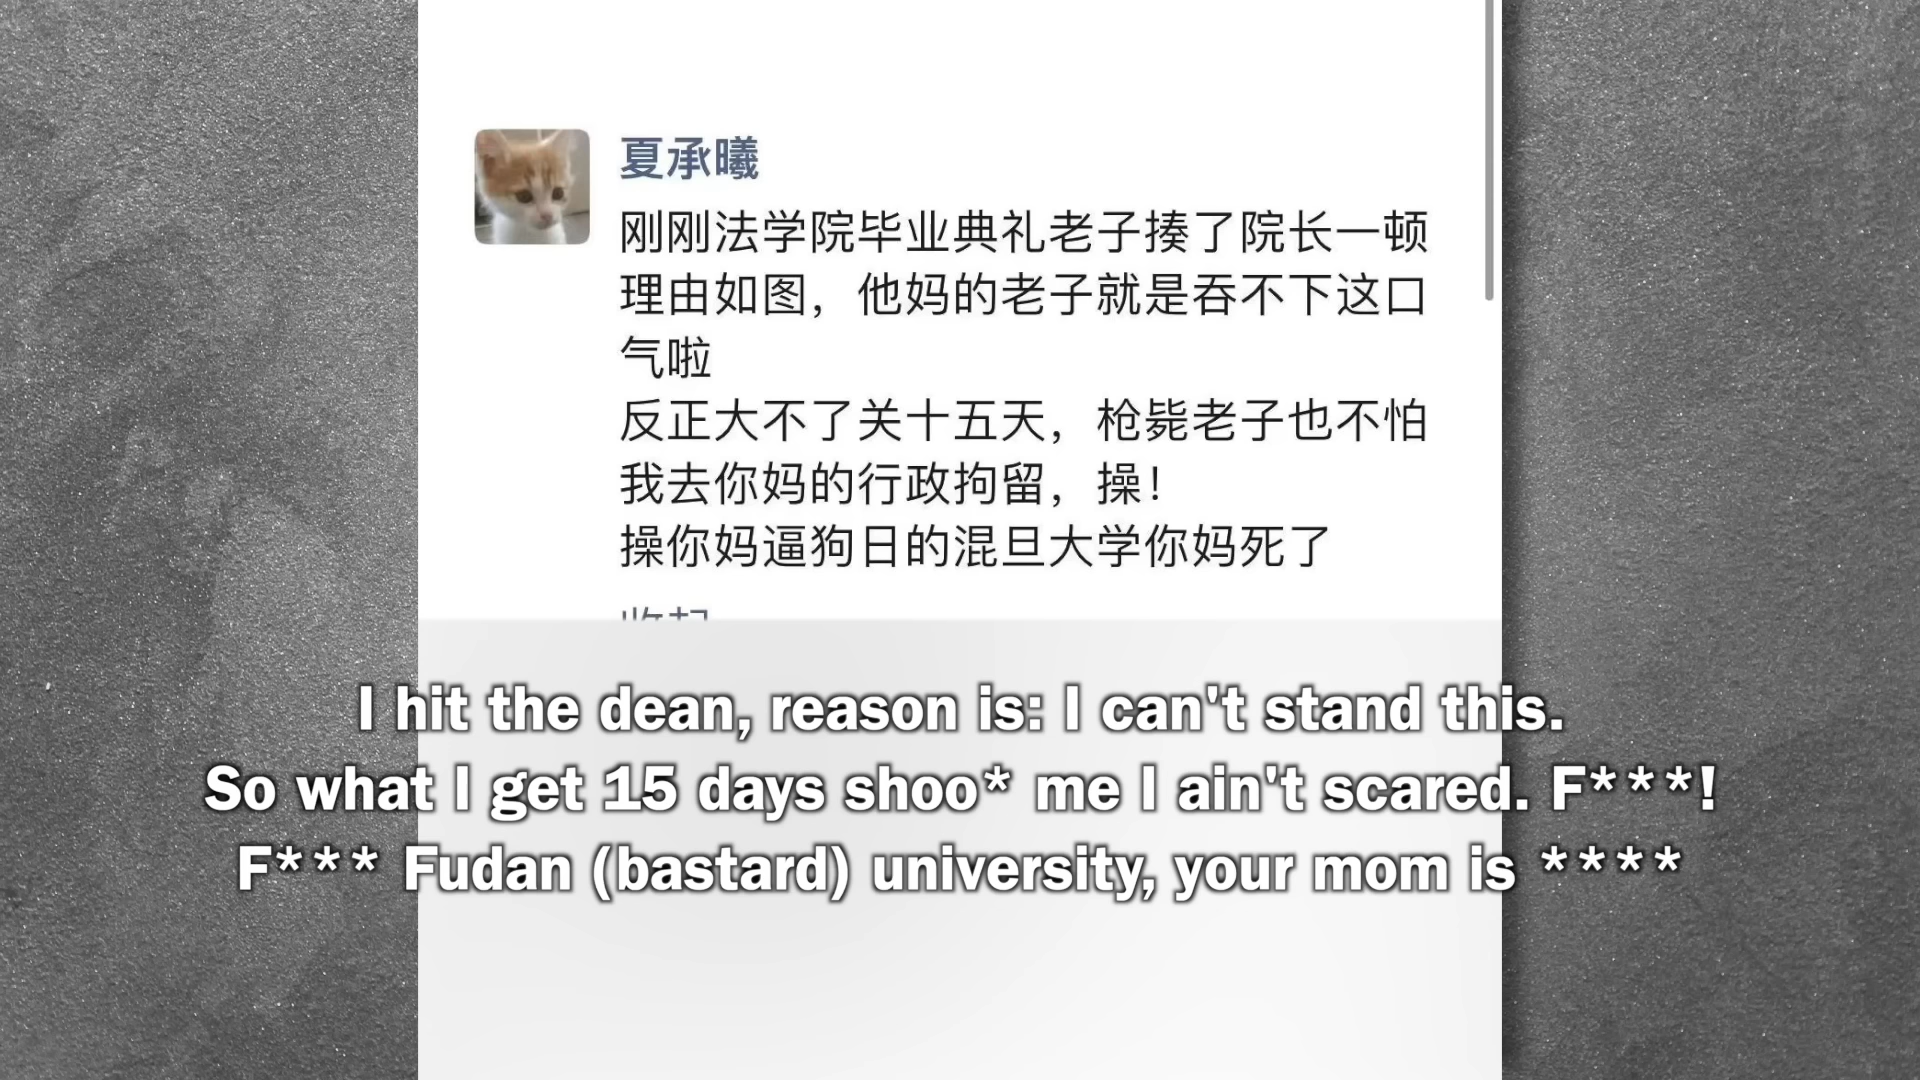 夏承曦
刚刚法学院毕业典礼老子揍了院长一顿
理由如图，他妈的老子就是吞不下这口
气啦
反正大不了关十五天，枪毙老子也不怕
我去你妈的行政拘留，操！
操你妈逼狗日的混旦大学你妈死了
收起
I hit the dean, reason is: I can't stand this.
So what I get 15 days shoo* me I ain't scared. F***!
F*** Fudan (bastard) university, your mom is ****